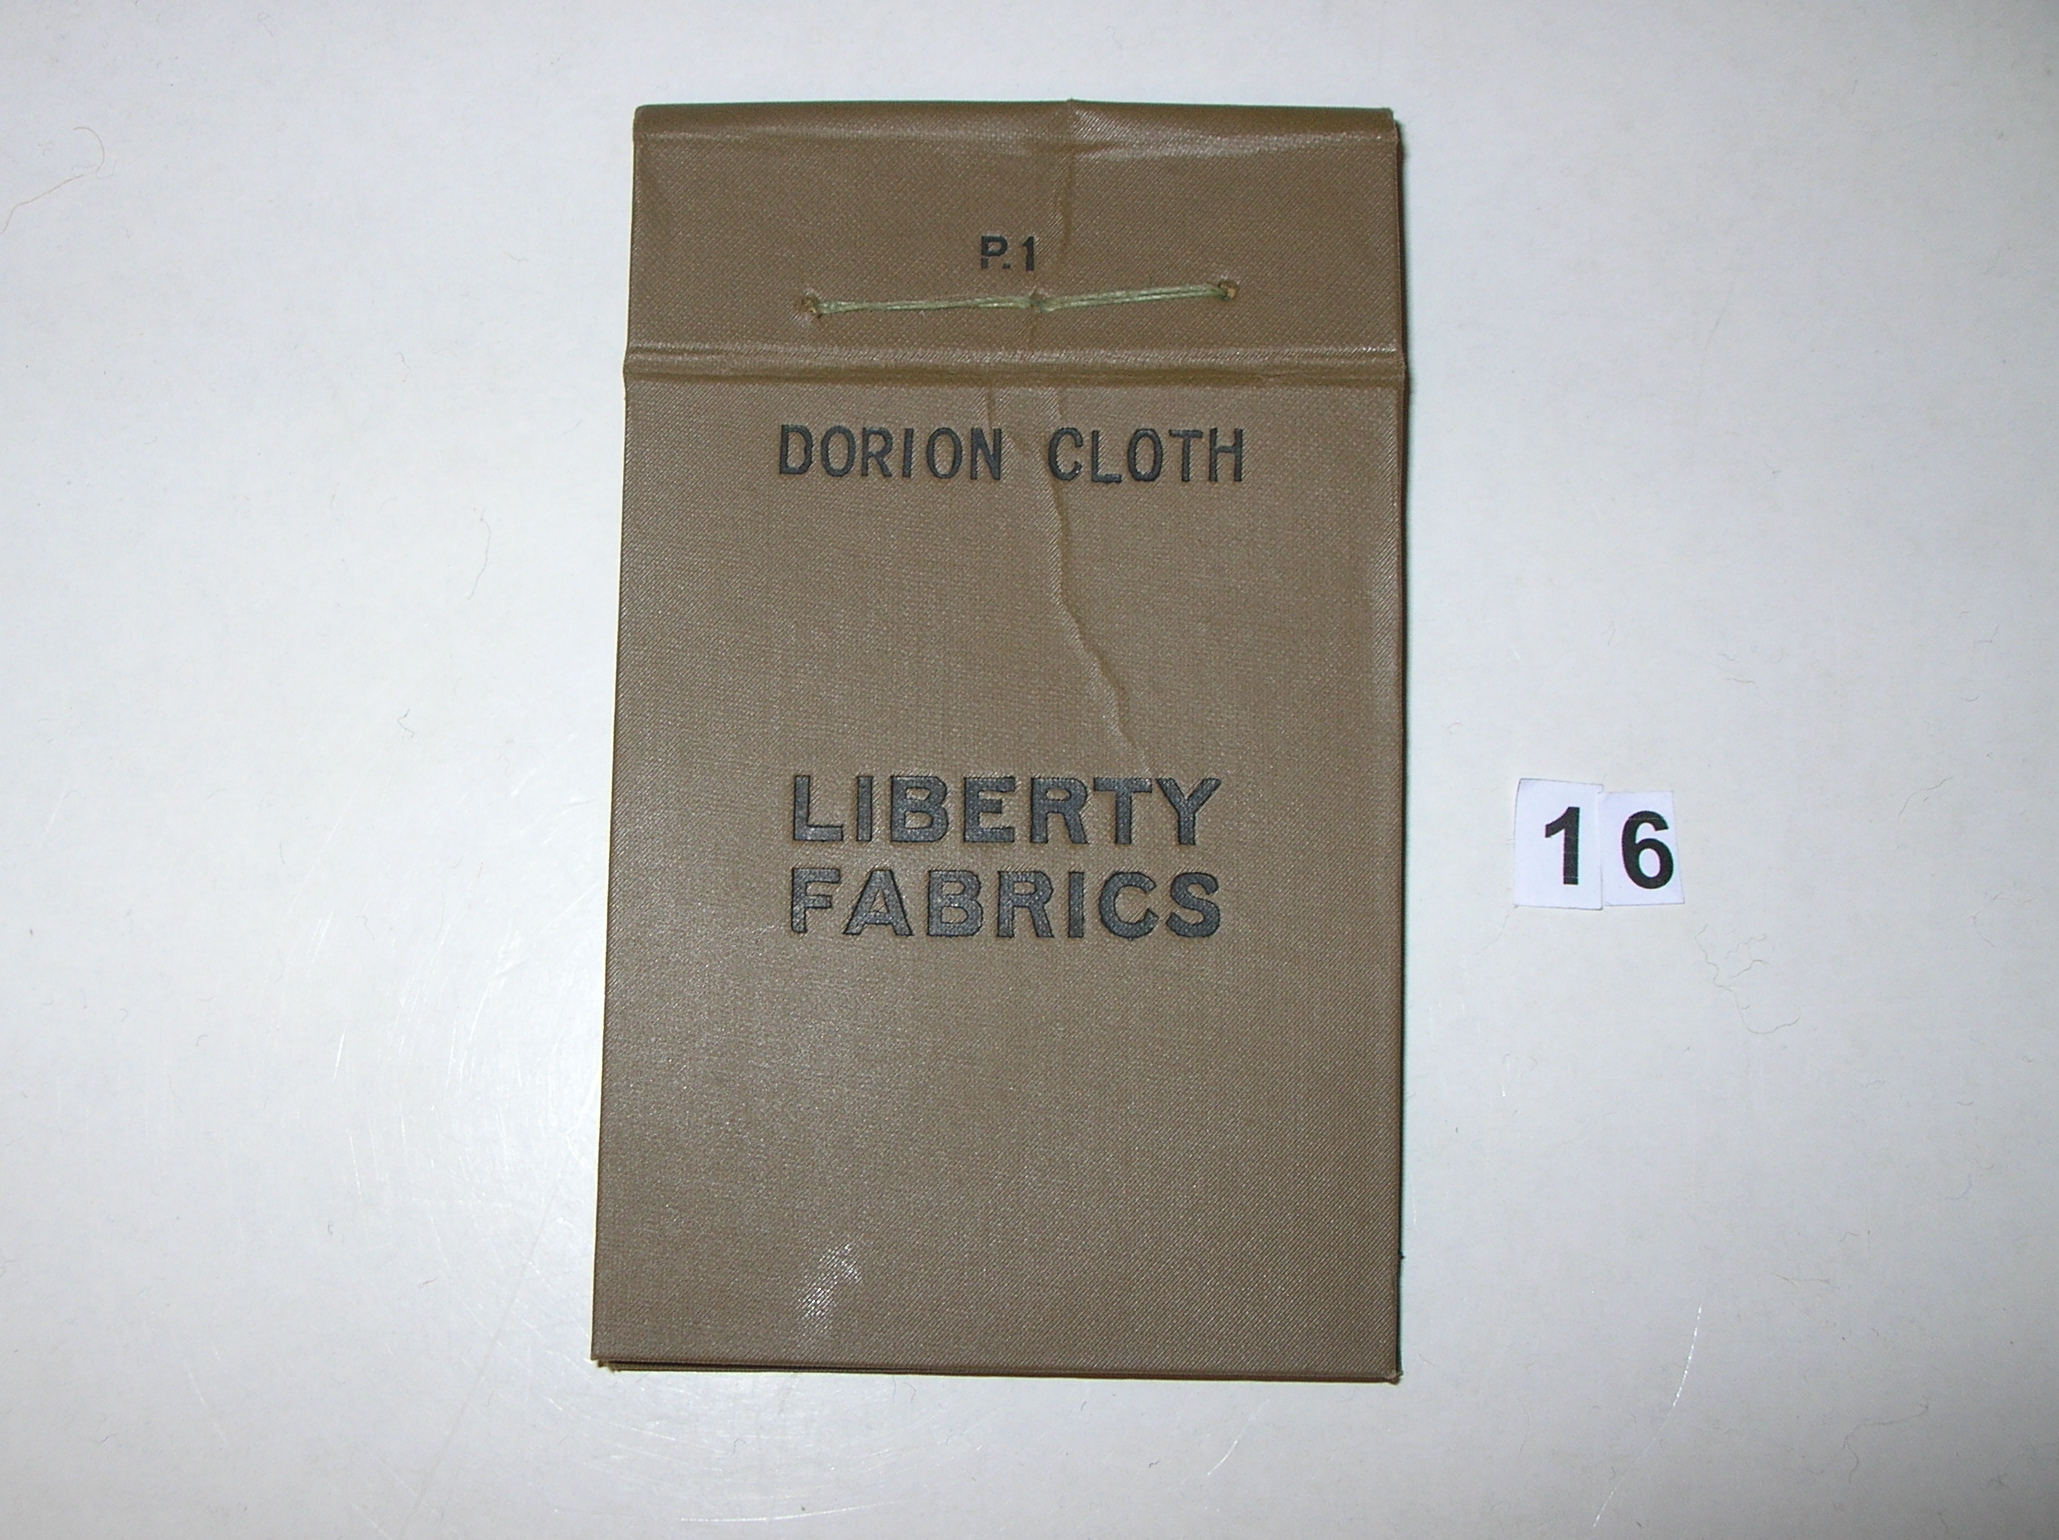 P.1
DORION CLOTH
LIBERTY
FABRICS
16